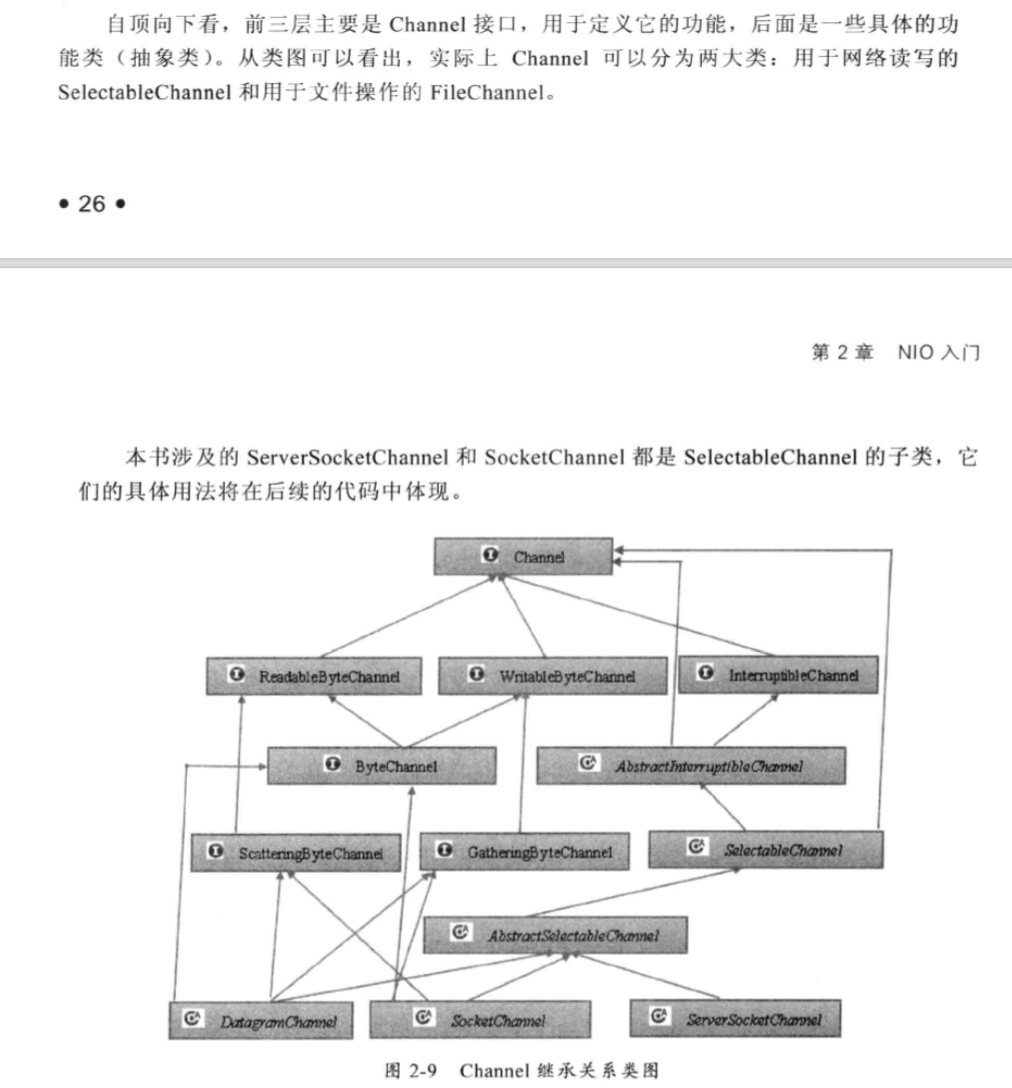 自顶向下看，前三层主要是 Channel 接口，用于定义它的功能，后面是一些具体的功
能类（抽象类）。从类图可以看出，实际上 Channel 可以分为两大类：用于网络读写的
SelectableChannel 和用于文件操作的 FileChannel。
• 26 •
第 2 章 NIO 入门
本书涉及的 ServerSocketChannel 和 SocketChannel 都是 SelectableChannel 的子类，它
们的具体用法将在后续的代码中体现。
Channel
ReadableByteChannel
WritableByteChannel
InterruptibleChannel
ByteChannel
AbstractInterruptibleChannel
ScatteringByteChannel
GatheringByteChannel
SelectableChannel
AbstractSelectableChannel
DatagramChannel
SocketChannel
ServerSocketChannel
图 2-9 Channel 继承关系类图